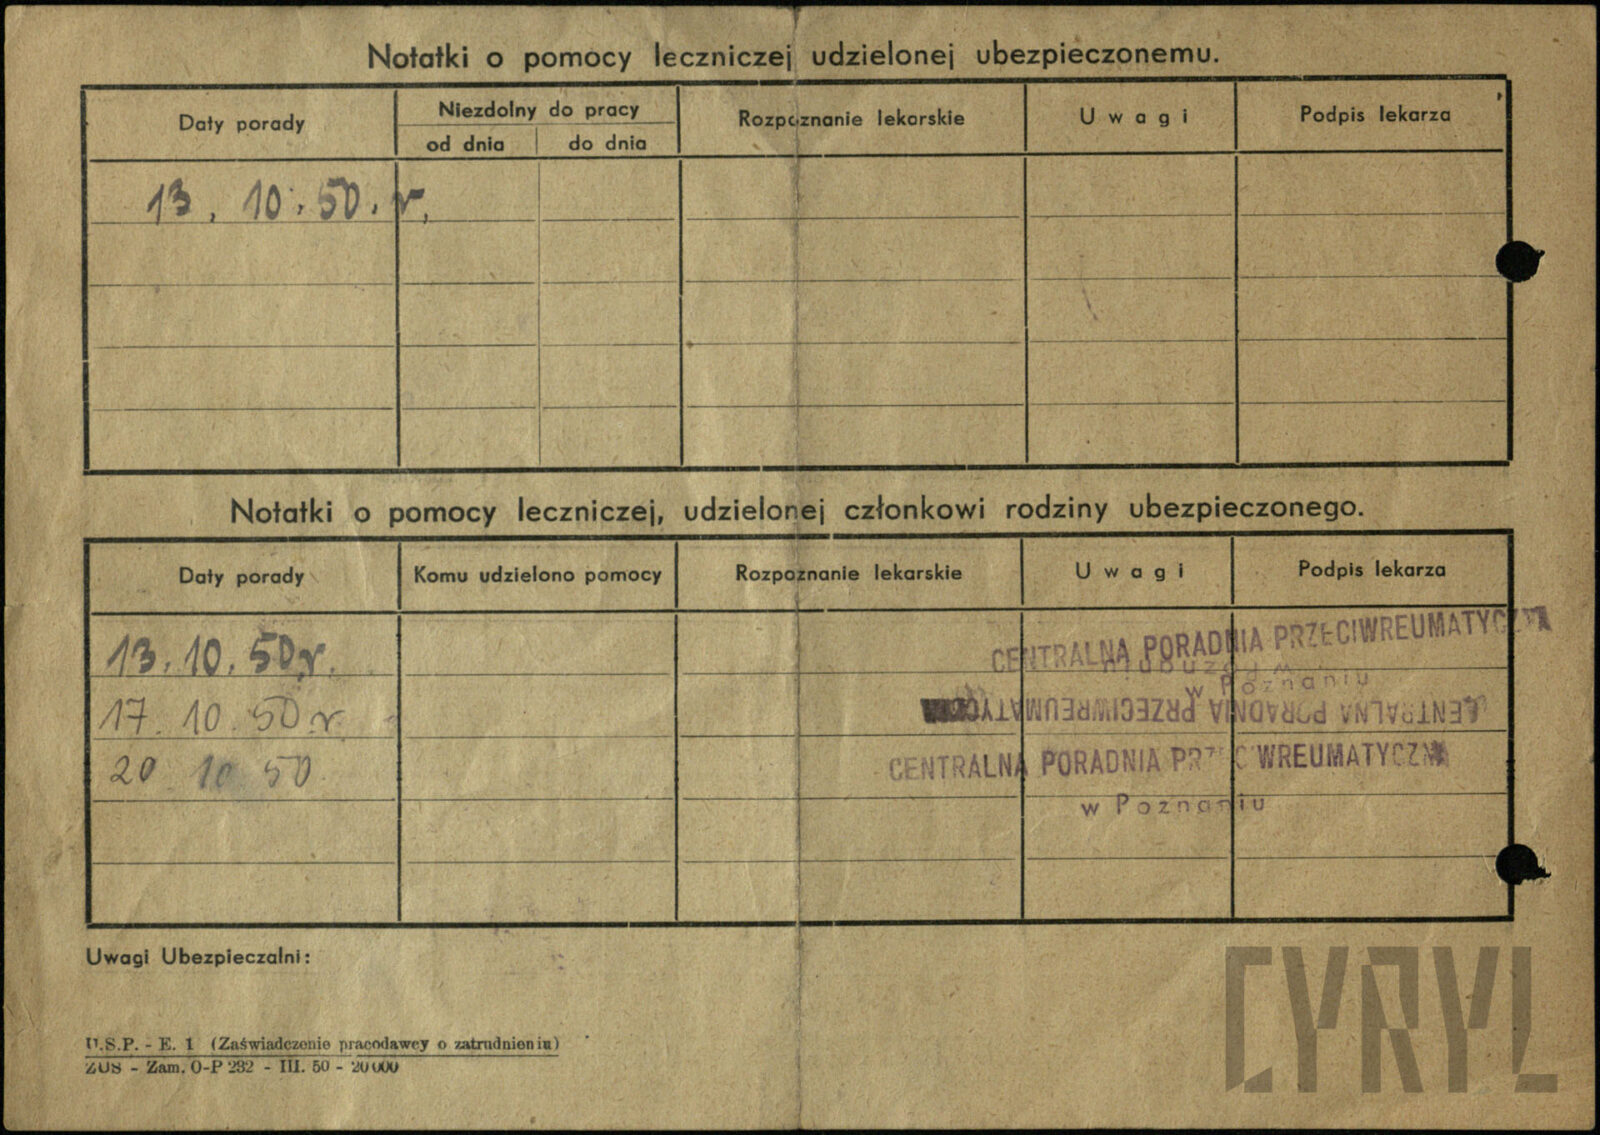 Notatki o pomocy leczniczej udzielonej ubezpieczonemu.
Daty porady
Niezdolny do pracy
od dnia
do dnia
Rozpoznanie lekarskie
Uwagi
Podpis lekarza
13. 10. 50. r.
Notatki o pomocy leczniczej, udzielonej członkowi rodziny ubezpieczonego.
Daty porady
Komu udzielono pomocy
Rozpoznanie lekarskie
Uwagi
Podpis lekarza
13. 10. 50 r.
CENTRALNA PORADNIA PRZECIWREUMATYCZNA
w Poznaniu
w Poznaniu
17. 10. 50 r.
CENTRALNA PORADNIA PRZECIWREUMATYCZNA
20 10 50
CENTRALNA PORADNIA PRZECIWREUMATYCZNA
w Poznaniu
Uwagi Ubezpieczalni:
U.S.P. - E. 1 (Zaświadczenie pracodawcy o zatrudnieniu)
ZUS - Zam. O-P 232 - III. 50 - 20 000
CYRYL